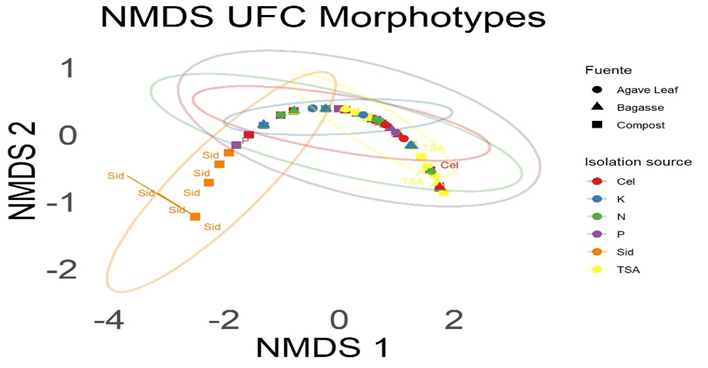 NMDS UFC Morphotypes
1
0
-1
-2
NMDS 2
-4
-2
0
2
NMDS 1
Sid
Sid
Sid
Sid
Sid
Sid
Sid
P
TSA
Cel
TSA
Fuente
Agave Leaf
Bagasse
Compost
Isolation source
Cel
K
N
P
Sid
TSA